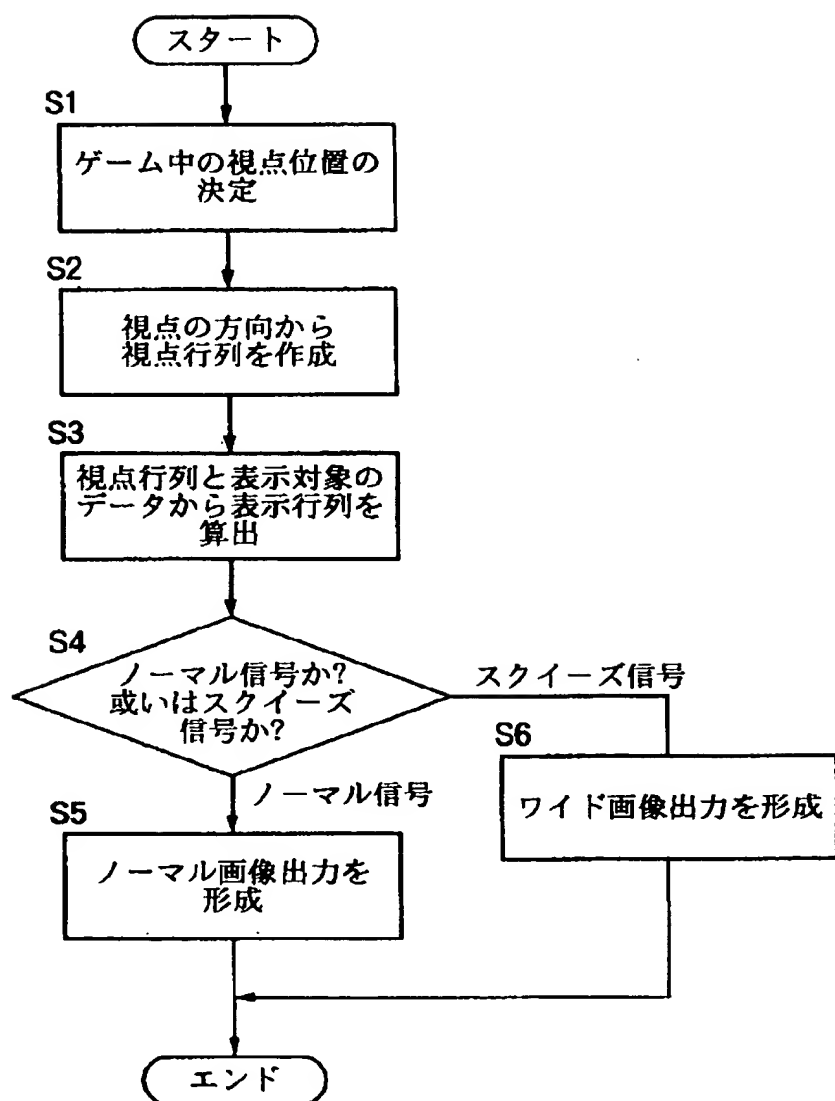 スタート
S1
ゲーム中の視点位置の
決定
S2
視点の方向から
視点行列を作成
S3
視点行列と表示対象の
データから表示行列を
算出
S4
ノーマル信号か?
或いはスクイーズ
信号か?
スクイーズ信号
S6
ワイド画像出力を形成
ノーマル信号
S5
ノーマル画像出力を
形成
エンド